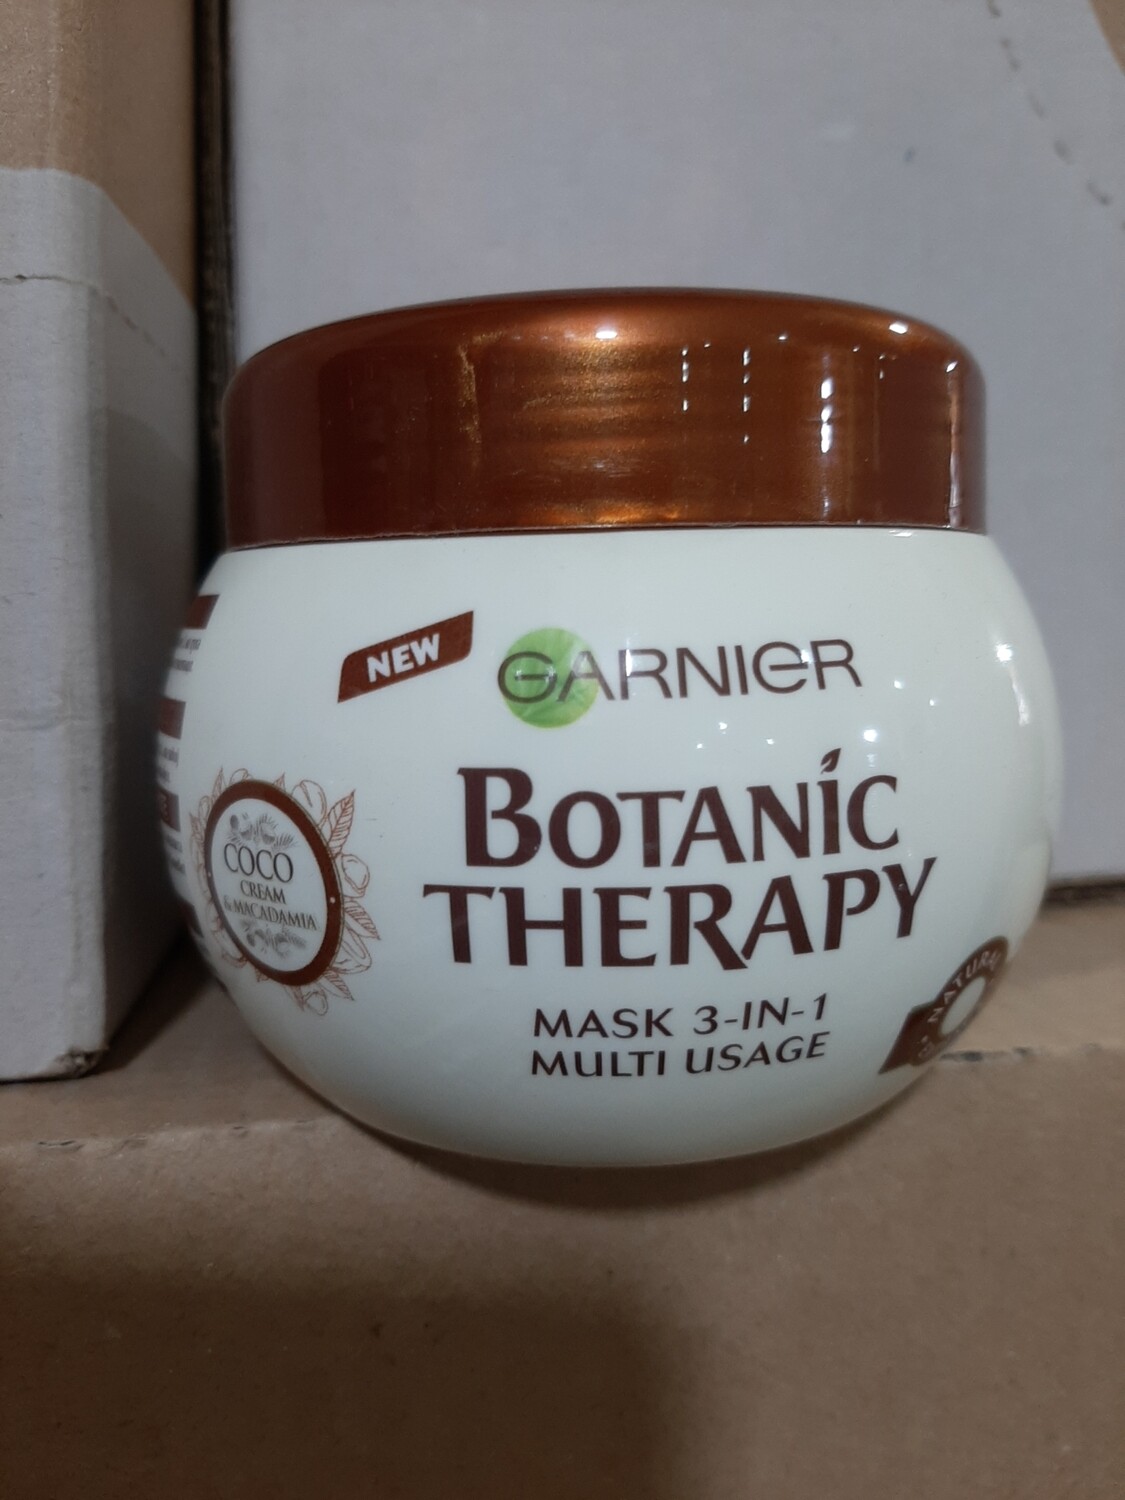 NEW
GARNIER
BOTANIC
THERAPY
MASK 3-IN-1
MULTI USAGE
COCO
CREAM
& MACADAMIA